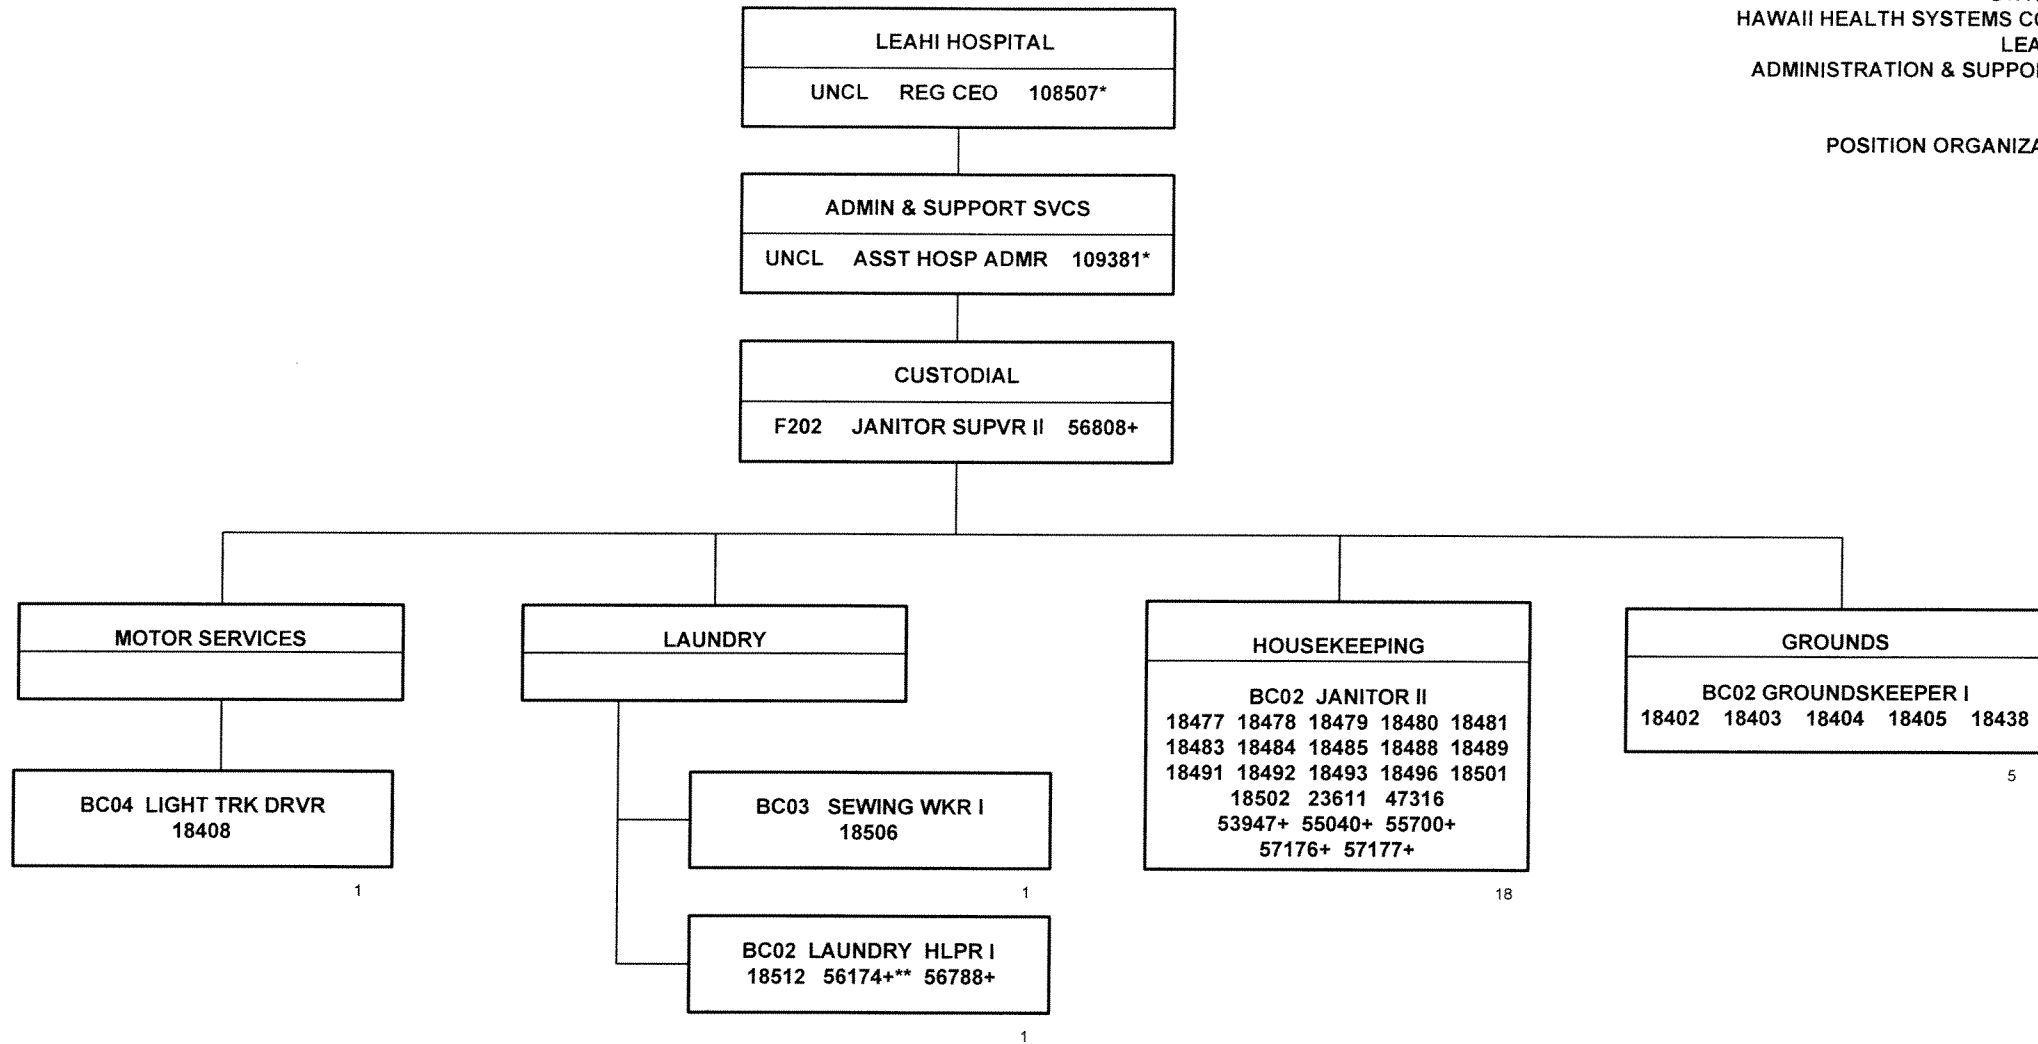 HAWAII HEALTH SYSTEMS
LEAHI HOSPITAL
UNCL REG CEO 108507*
ADMINISTRATION &
POSITION
ADMIN & SUPPORT SVCS
UNCL ASST HOSP ADMR 109381*
CUSTODIAL
F202 JANITOR SUPVR II 56808+
MOTOR SERVICES
BC04 LIGHT TRK DRVR
18408
1
LAUNDRY
BC03 SEWING WKR I
18506
1
BC02 LAUNDRY HLPR I
18512 56174+** 56788+
1
HOUSEKEEPING
BC02 JANITOR II
18477 18478 18479 18480 18481
18483 18484 18485 18488 18489
18491 18492 18493 18496 18501
18502 23611 47316
53947+ 55040+ 55700+
57176+ 57177+
18
GROUNDS
BC02 GROUNDSKEEPER I
18402 18403 18404 18405 18438
5